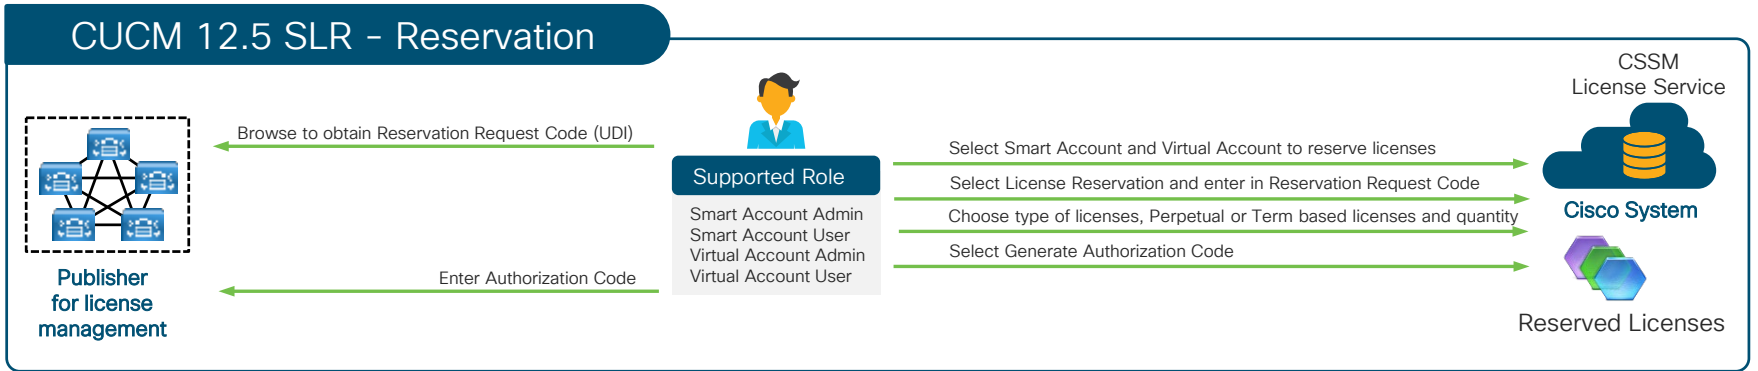 CUCM 12.5 SLR - Reservation
Browse to obtain Reservation Request Code (UDI)
Publisher
for license
management
Enter Authorization Code
Supported Role
Smart Account Admin
Smart Account User
Virtual Account Admin
Virtual Account User
Select Smart Account and Virtual Account to reserve licenses
Select License Reservation and enter in Reservation Request Code
Choose type of licenses, Perpetual or Term based licenses and quantity
Select Generate Authorization Code
CSSM
License Service
Cisco System
Reserved Licenses